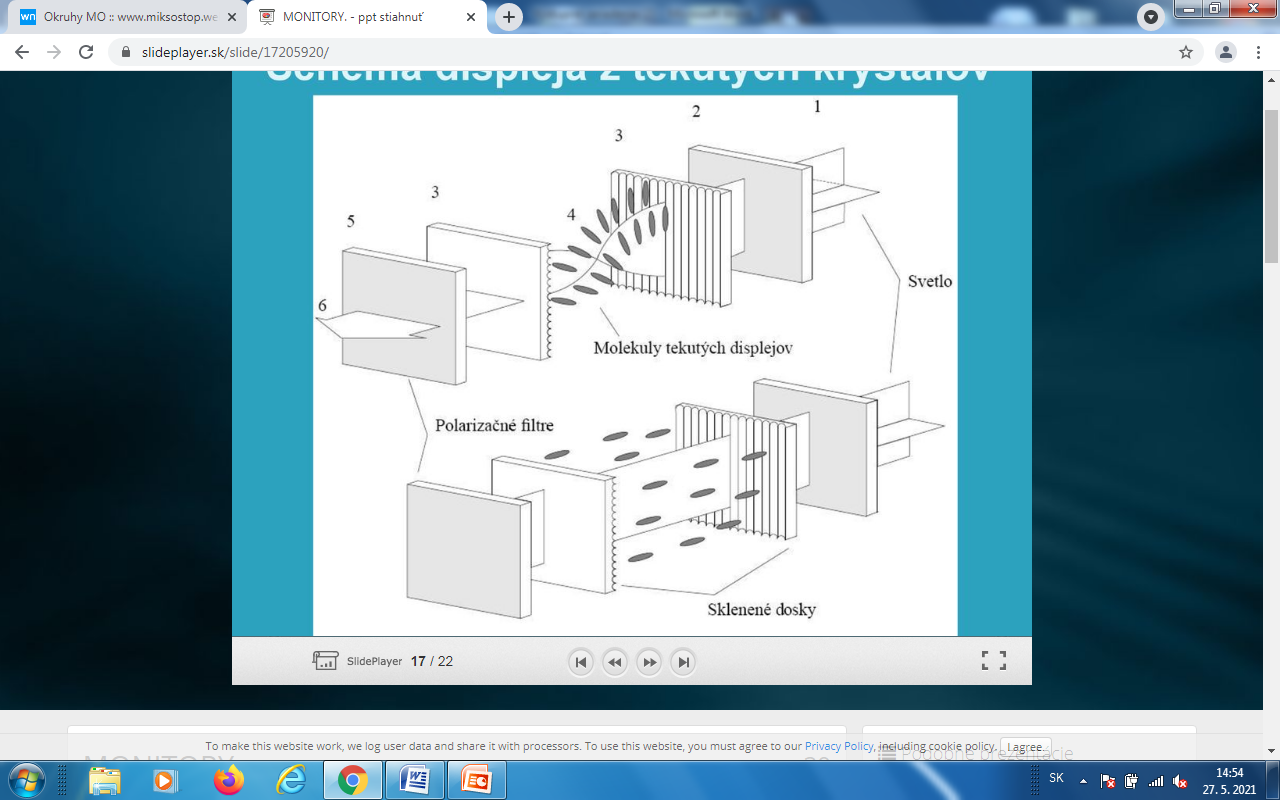 Okruhy MO :: www.miksostop.we
MONITORY. - ppt stiahnuť
slideplayer.sk/slide/17205920/
Schéma displeja z tekutých kryštálov
1
2
3
3
4
5
6
Svetlo
Molekuly tekutých displejov
Polarizačné filtre
Sklenené dosky
SlidePlayer 17 / 22
To make this website work, we log user data and share it with processors. To use this website, you must agree to our Privacy Policy, including cookie policy. I agree.
MONITORY.
Podobné prezentácie
SK
14:54
27. 5. 2021